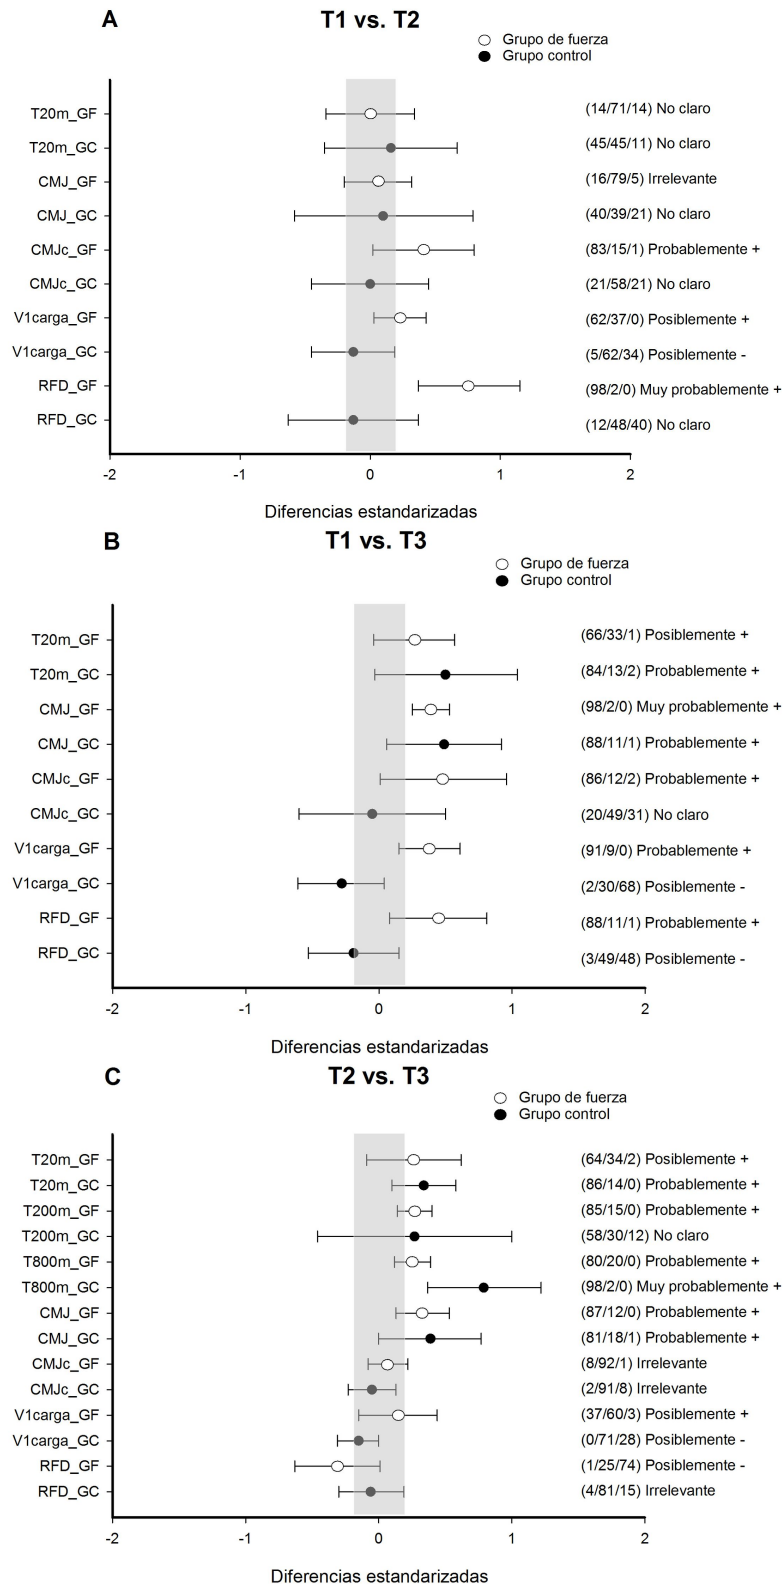 A
T1 vs. T2
Grupo de fuerza
Grupo control
T20m_GF (14/71/14) No claro
T20m_GC (45/45/11) No claro
CMJ_GF (16/79/5) Irrelevante
CMJ_GC (40/39/21) No claro
CMJc_GF (83/15/1) Probablemente +
CMJc_GC (21/58/21) No claro
V1carga_GF (62/37/0) Posiblemente +
V1carga_GC (5/62/34) Posiblemente -
RFD_GF (98/2/0) Muy probablemente +
RFD_GC (12/48/40) No claro
-2 -1 0 1 2
Diferencias estandarizadas
B
T1 vs. T3
Grupo de fuerza
Grupo control
T20m_GF (66/33/1) Posiblemente +
T20m_GC (84/13/2) Probablemente +
CMJ_GF (98/2/0) Muy probablemente +
CMJ_GC (88/11/1) Probablemente +
CMJc_GF (86/12/2) Probablemente +
CMJc_GC (20/49/31) No claro
V1carga_GF (91/9/0) Probablemente +
V1carga_GC (2/30/68) Posiblemente -
RFD_GF (88/11/1) Probablemente +
RFD_GC (3/49/48) Posiblemente -
-2 -1 0 1 2
Diferencias estandarizadas
C
T2 vs. T3
Grupo de fuerza
Grupo control
T20m_GF (64/34/2) Posiblemente +
T20m_GC (86/14/0) Probablemente +
T200m_GF (85/15/0) Probablemente +
T200m_GC (58/30/12) No claro
T800m_GF (80/20/0) Probablemente +
T800m_GC (98/2/0) Muy probablemente +
CMJ_GF (87/12/0) Probablemente +
CMJ_GC (81/18/1) Probablemente +
CMJc_GF (8/92/1) Irrelevante
CMJc_GC (2/91/8) Irrelevante
V1carga_GF (37/60/3) Posiblemente +
V1carga_GC (0/71/28) Posiblemente -
RFD_GF (1/25/74) Posiblemente -
RFD_GC (4/81/15) Irrelevante
-2 -1 0 1 2
Diferencias estandarizadas